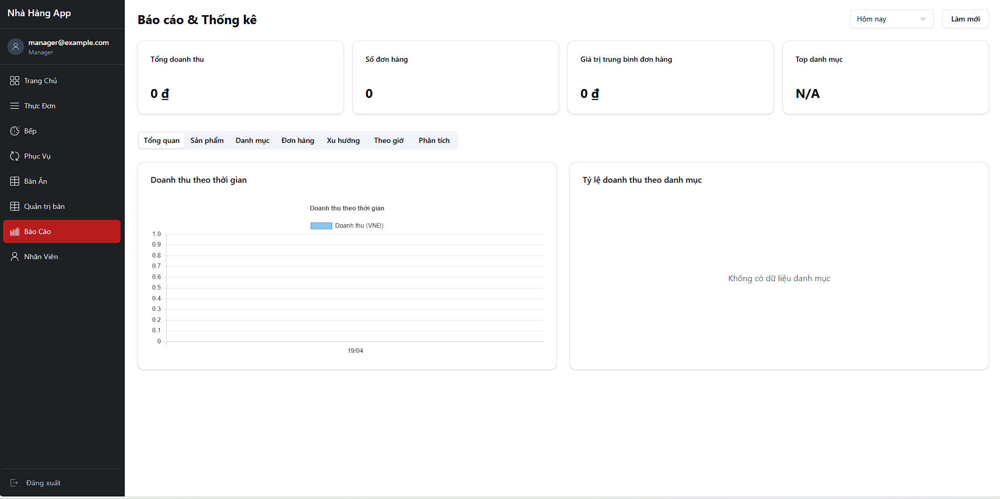 Nhà Hàng App
manager@example.com
Manager
Trang Chủ
Thực Đơn
Bếp
Phục Vụ
Bàn Ăn
Quản trị bàn
Báo Cáo
Nhân Viên
Đăng xuất
Báo cáo & Thống kê
Hôm nay
Làm mới
Tổng doanh thu
0 ₫
Số đơn hàng
0
Giá trị trung bình đơn hàng
0 ₫
Top danh mục
N/A
Tổng quan Sản phẩm Danh mục Đơn hàng Xu hướng Theo giờ Phân tích
Doanh thu theo thời gian
Doanh thu theo thời gian
Doanh thu (VNĐ)
1.0
0.9
0.8
0.7
0.6
0.5
0.4
0.3
0.2
0.1
0
19/04
Tỷ lệ doanh thu theo danh mục
Không có dữ liệu danh mục